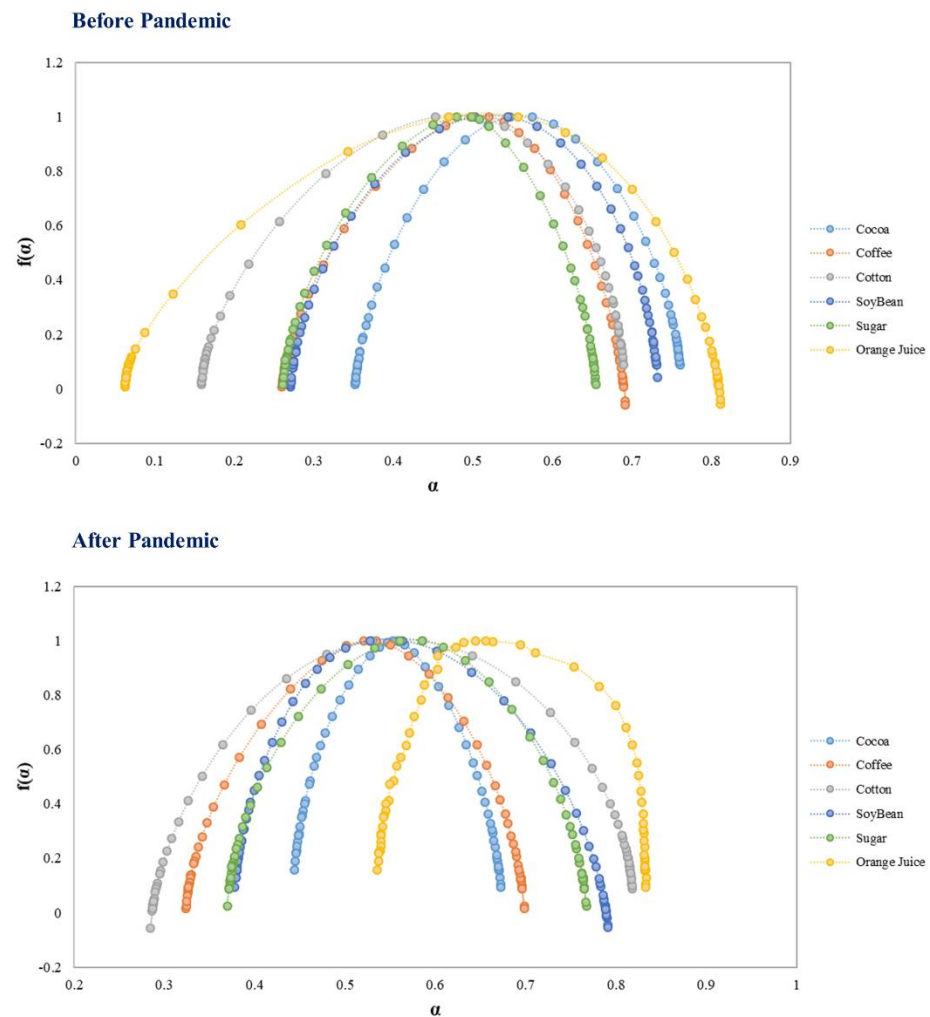 Before Pandemic
1.2
1
0.8
0.6
0.4
0.2
0
-0.2
f(α)
0 0.1 0.2 0.3 0.4 0.5 0.6 0.7 0.8 0.9
α
Cocoa
Coffee
Cotton
SoyBean
Sugar
Orange Juice
After Pandemic
1.2
1
0.8
0.6
0.4
0.2
0
-0.2
f(α)
0.2 0.3 0.4 0.5 0.6 0.7 0.8 0.9 1
α
Cocoa
Coffee
Cotton
SoyBean
Sugar
Orange Juice